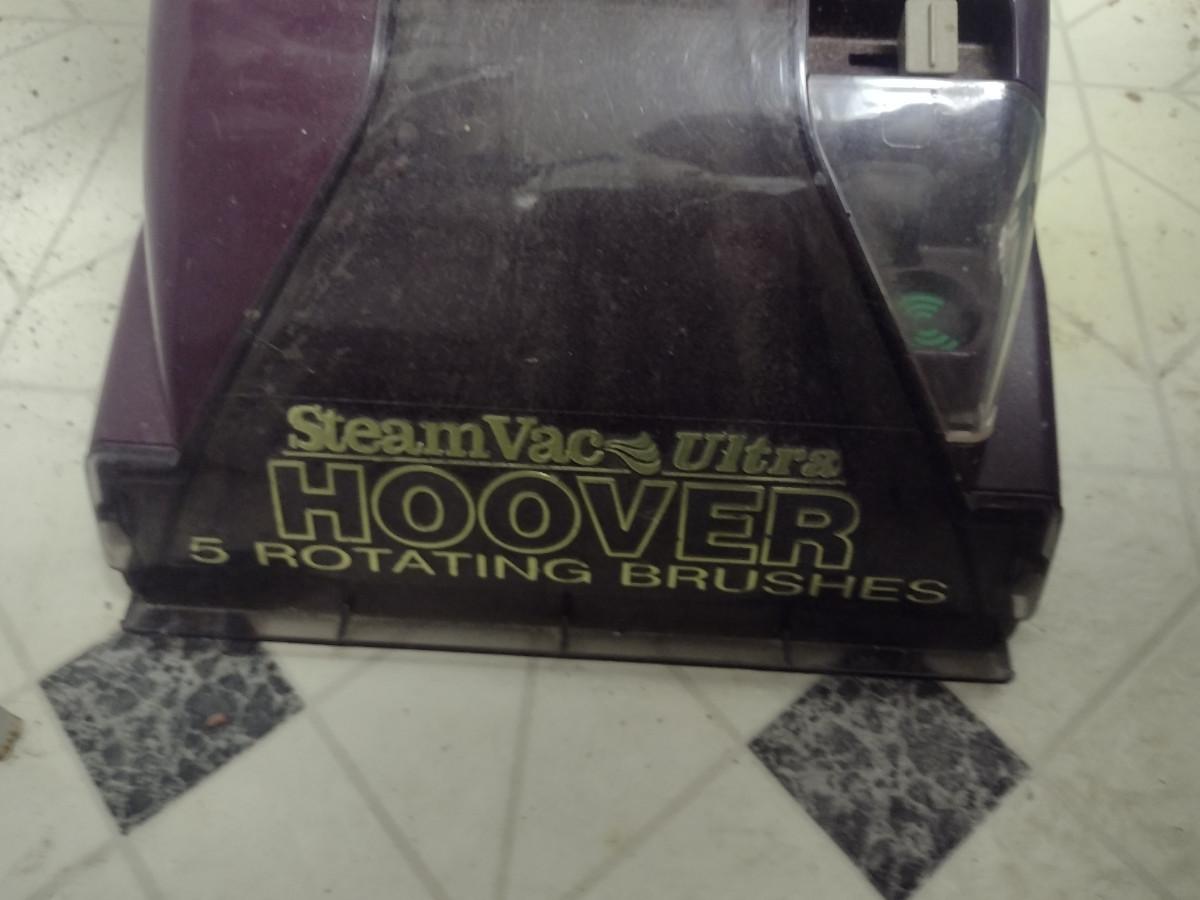 SteamVac Ultra
HOOVER
5 ROTATING BRUSHES